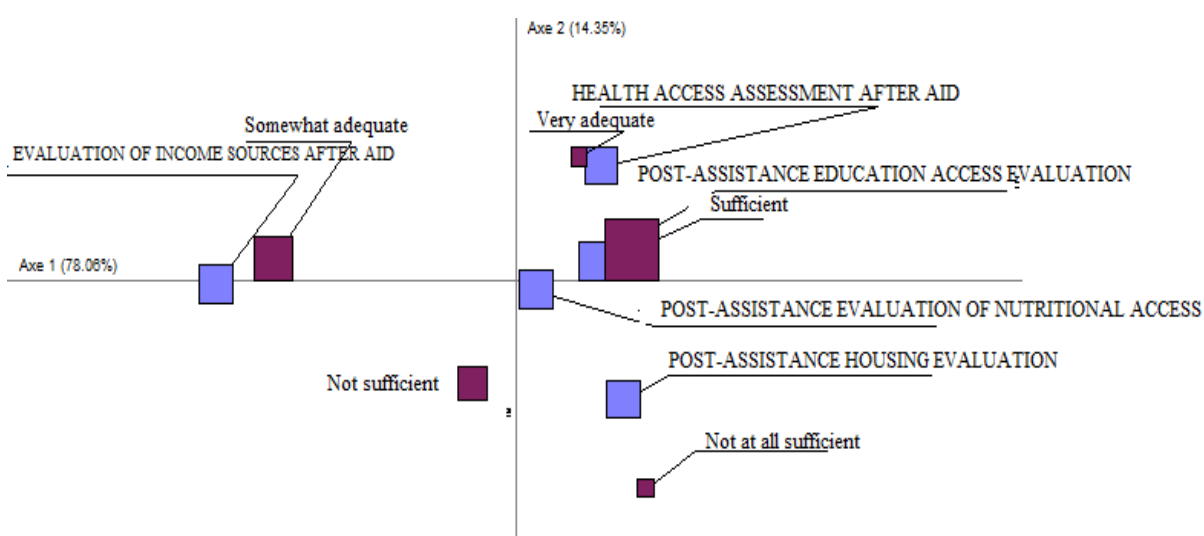 Axe 2 (14.35%)
HEALTH ACCESS ASSESSMENT AFTER AID
Very adequate
Somewhat adequate
EVALUATION OF INCOME SOURCES AFTER AID
POST-ASSISTANCE EDUCATION ACCESS EVALUATION
Sufficient
Axe 1 (78.06%)
POST-ASSISTANCE EVALUATION OF NUTRITIONAL ACCESS
POST-ASSISTANCE HOUSING EVALUATION
Not sufficient
Not at all sufficient